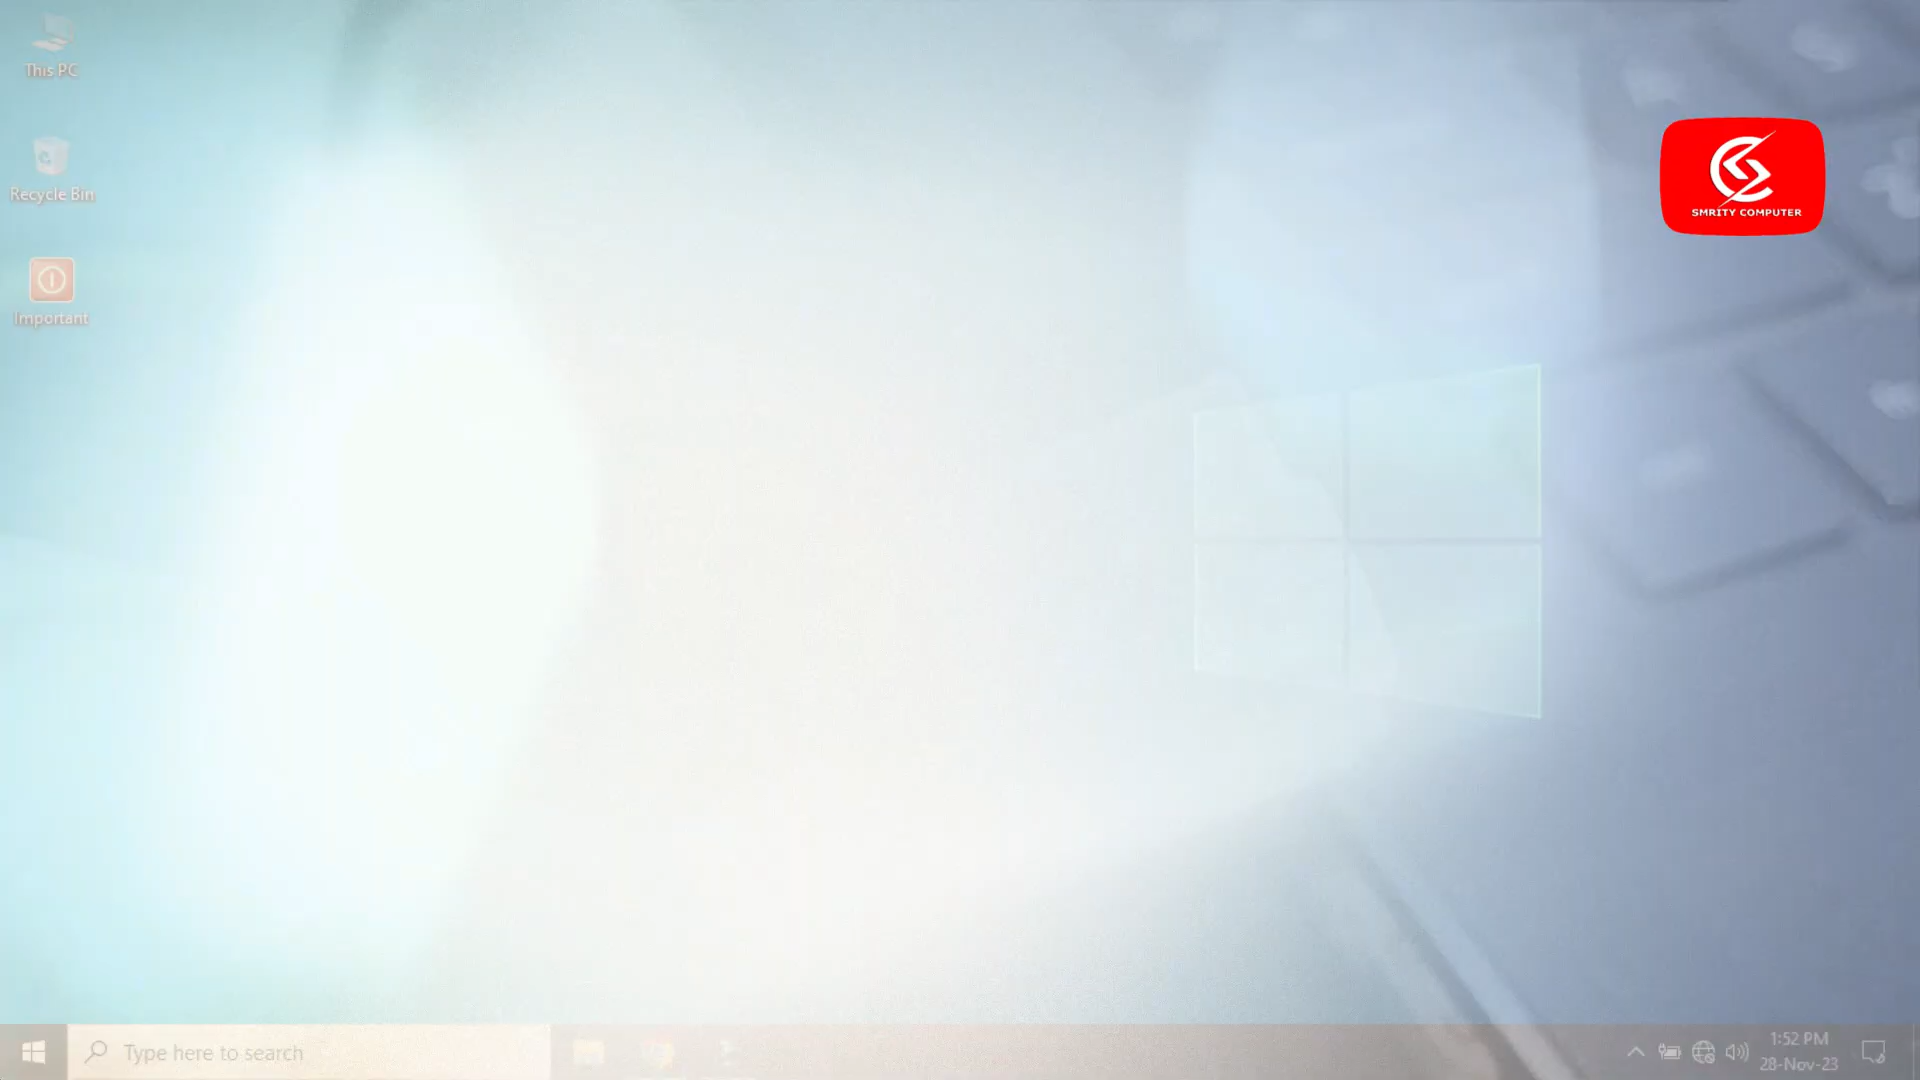 This PC
SMRITY COMPUTER
Recycle Bin
Important
Type here to search
1:52 PM
28-Nov-23